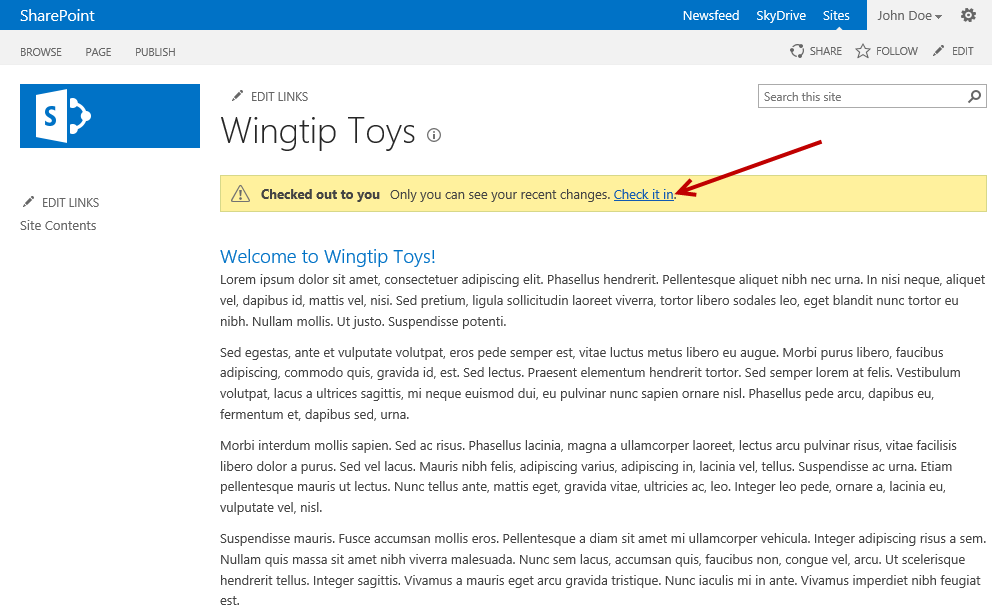 SharePoint
Newsfeed SkyDrive Sites John Doe
BROWSE PAGE PUBLISH
SHARE FOLLOW EDIT
S
EDIT LINKS
Search this site
Wingtip Toys
Checked out to you Only you can see your recent changes. Check it in.
EDIT LINKS
Site Contents
Welcome to Wingtip Toys!
Lorem ipsum dolor sit amet, consectetuer adipiscing elit. Phasellus hendrerit. Pellentesque aliquet nibh nec urna. In nisi neque, aliquet
vel, dapibus id, mattis vel, nisi. Sed pretium, ligula sollicitudin laoreet viverra, tortor libero sodales leo, eget blandit nunc tortor eu
nibh. Nullam mollis. Ut justo. Suspendisse potenti.
Sed egestas, ante et vulputate volutpat, eros pede semper est, vitae luctus metus libero eu augue. Morbi purus libero, faucibus
adipiscing, commodo quis, gravida id, est. Sed lectus. Praesent elementum hendrerit tortor. Sed semper lorem at felis. Vestibulum
volutpat, lacus a ultrices sagittis, mi neque euismod dui, eu pulvinar nunc sapien ornare nisl. Phasellus pede arcu, dapibus eu,
fermentum et, dapibus sed, urna.
Morbi interdum mollis sapien. Sed ac risus. Phasellus lacinia, magna a ullamcorper laoreet, lectus arcu pulvinar risus, vitae facilisis
libero dolor a purus. Sed vel lacus. Mauris nibh felis, adipiscing varius, adipiscing in, lacinia vel, tellus. Suspendisse ac urna. Etiam
pellentesque mauris ut lectus. Nunc tellus ante, mattis eget, gravida vitae, ultricies ac, leo. Integer leo pede, ornare a, lacinia eu,
vulputate vel, nisl.
Suspendisse mauris. Fusce accumsan mollis eros. Pellentesque a diam sit amet mi ullamcorper vehicula. Integer adipiscing risus a sem.
Nullam quis massa sit amet nibh viverra malesuada. Nunc sem lacus, accumsan quis, faucibus non, congue vel, arcu. Ut scelerisque
hendrerit tellus. Integer sagittis. Vivamus a mauris eget arcu gravida tristique. Nunc iaculis mi in ante. Vivamus imperdiet nibh feugiat
est.